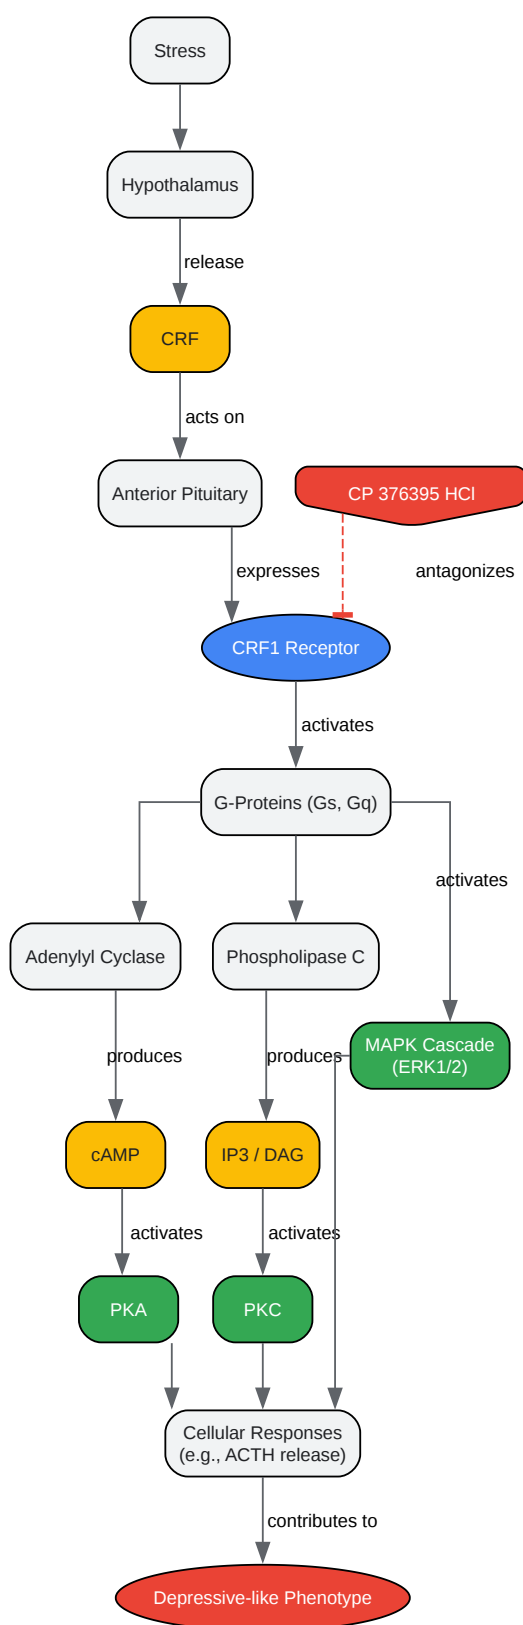 Stress
Hypothalamus
release
CRF
acts on
Anterior Pituitary
CP 376395 HCl
expresses
antagonizes
CRF1 Receptor
activates
G-Proteins (Gs, Gq)
activates
Adenylyl Cyclase
Phospholipase C
MAPK Cascade
(ERK1/2)
produces
produces
cAMP
IP3 / DAG
activates
activates
PKA
PKC
Cellular Responses
(e.g., ACTH release)
contributes to
Depressive-like Phenotype